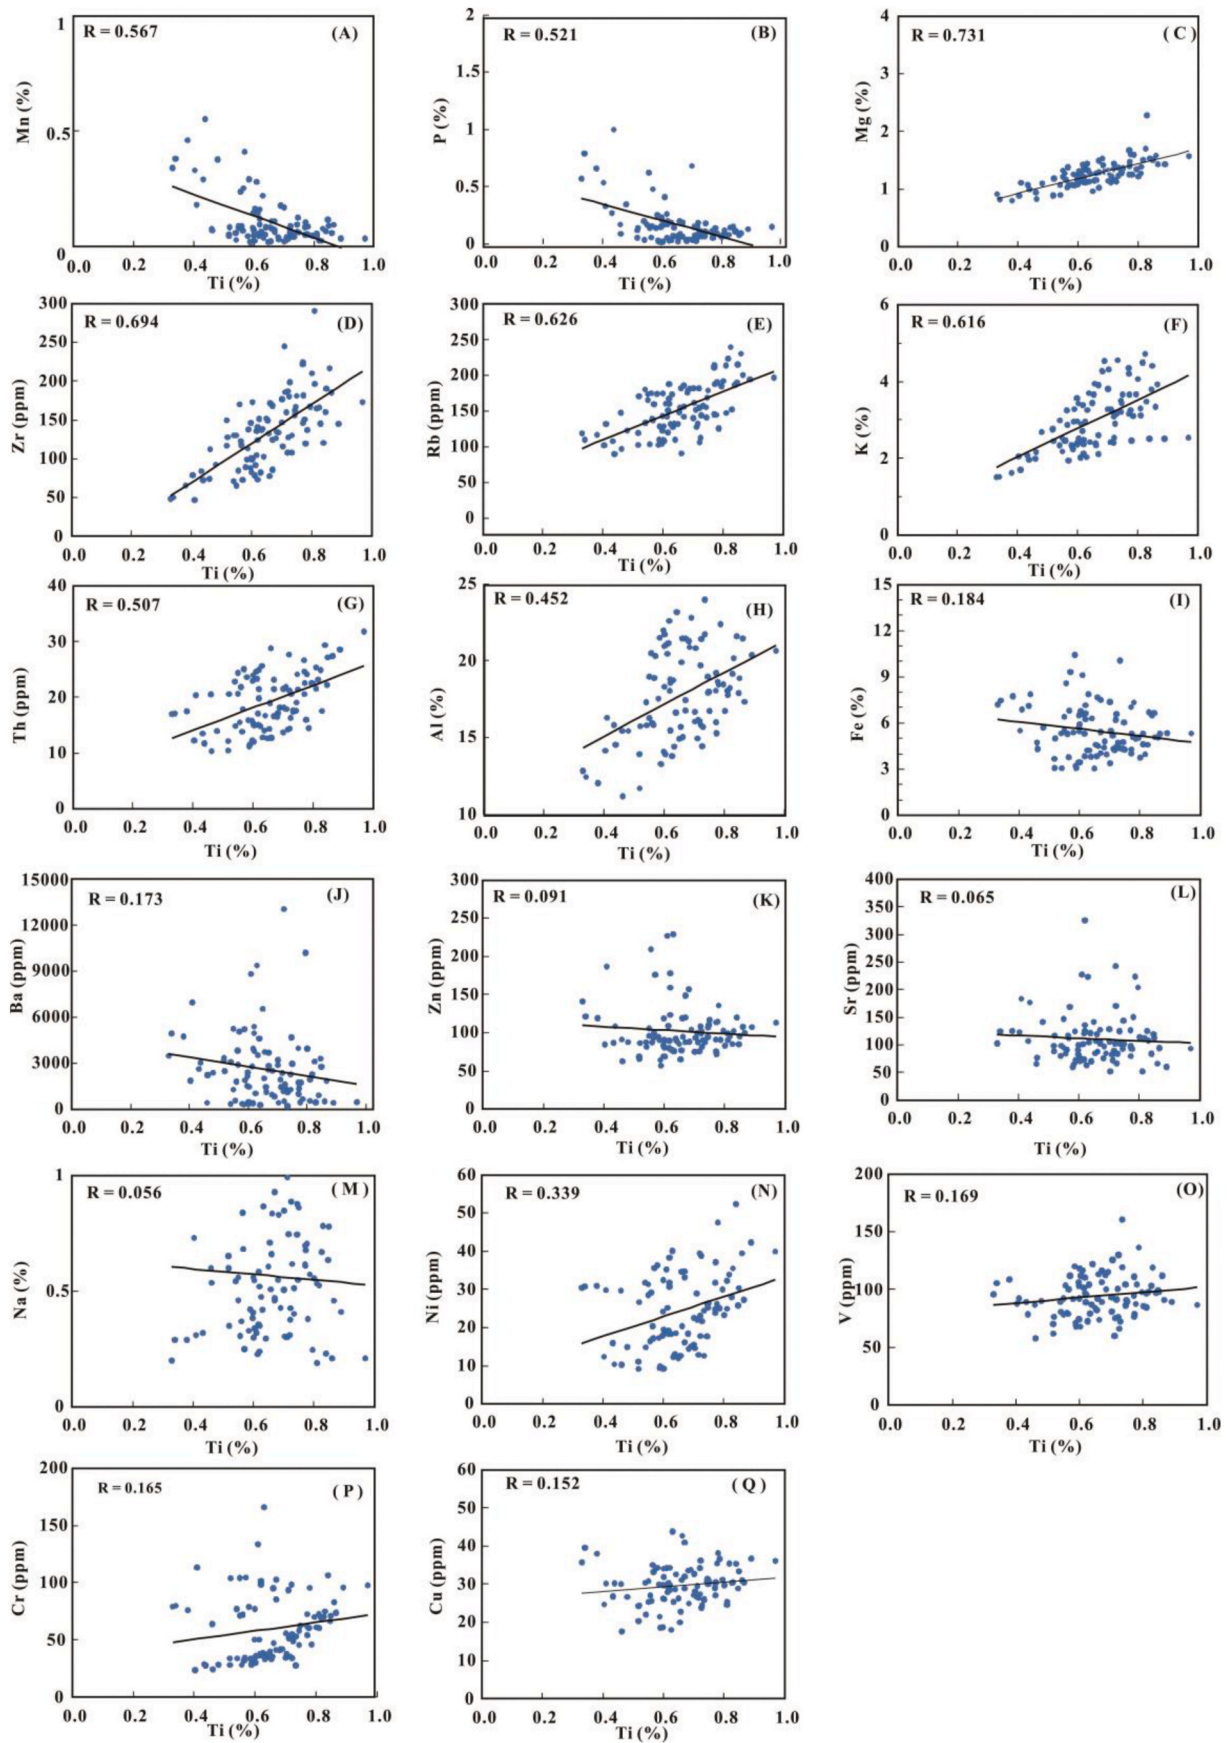 R = 0.567
(A)
Mn (%)
1
0.5
0
0.0 0.2 0.4 0.6 0.8 1.0
Ti (%)
R = 0.521
(B)
P (%)
2
1.5
1
0.5
0
0.0 0.2 0.4 0.6 0.8 1.0
Ti (%)
R = 0.731
( C )
Mg (%)
4
3
2
1
0
0.0 0.2 0.4 0.6 0.8 1.0
Ti (%)
R = 0.694
(D)
Zr (ppm)
300
250
200
150
100
50
0
0.0 0.2 0.4 0.6 0.8 1.0
Ti (%)
R = 0.626
(E)
Rb (ppm)
300
250
200
150
100
50
0
0.0 0.2 0.4 0.6 0.8 1.0
Ti (%)
R = 0.616
(F)
K (%)
6
4
2
0
0.0 0.2 0.4 0.6 0.8 1.0
Ti (%)
R = 0.507
(G)
Th (ppm)
40
30
20
10
0
0.0 0.2 0.4 0.6 0.8 1.0
Ti (%)
R = 0.452
(H)
Al (%)
25
20
15
10
0.0 0.2 0.4 0.6 0.8 1.0
Ti (%)
R = 0.184
(I)
Fe (%)
15
12
9
6
3
0
0.0 0.2 0.4 0.6 0.8 1.0
Ti (%)
R = 0.173
(J)
Ba (ppm)
15000
12000
9000
6000
3000
0
0.0 0.2 0.4 0.6 0.8 1.0
Ti (%)
R = 0.091
(K)
Zn (ppm)
300
250
200
150
100
50
0
0.0 0.2 0.4 0.6 0.8 1.0
Ti (%)
R = 0.065
(L)
Sr (ppm)
400
350
300
250
200
150
100
50
0
0.0 0.2 0.4 0.6 0.8 1.0
Ti (%)
R = 0.056
( M )
Na (%)
1
0.5
0
0.0 0.2 0.4 0.6 0.8 1.0
Ti (%)
R = 0.339
(N)
Ni (ppm)
60
50
40
30
20
10
0
0.0 0.2 0.4 0.6 0.8 1.0
Ti (%)
R = 0.169
(O)
V (ppm)
200
150
100
50
0
0.0 0.2 0.4 0.6 0.8 1.0
Ti (%)
R = 0.165
( P )
Cr (ppm)
200
150
100
50
0
0.0 0.2 0.4 0.6 0.8 1.0
Ti (%)
R = 0.152
( Q )
Cu (ppm)
60
50
40
30
20
10
0
0.0 0.2 0.4 0.6 0.8 1.0
Ti (%)